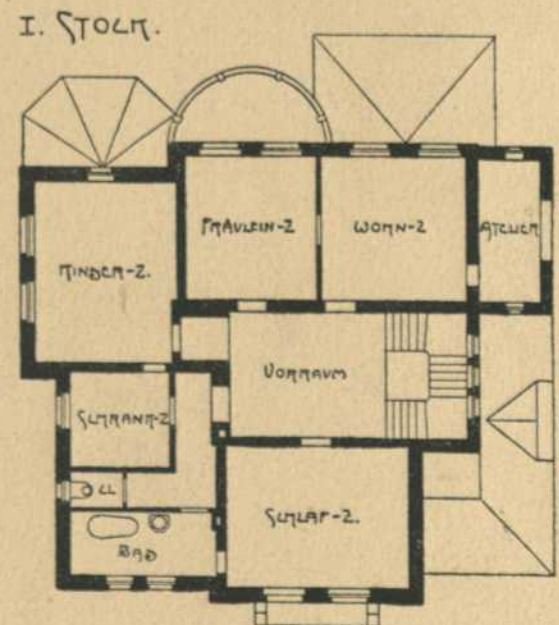 I. STOCK.
FRÄULEIN-Z
WOHN-Z
ATELIER
KINDER-Z.
VORRAUM
SCHRANK-Z
CL
SCHLAF-Z.
BAD